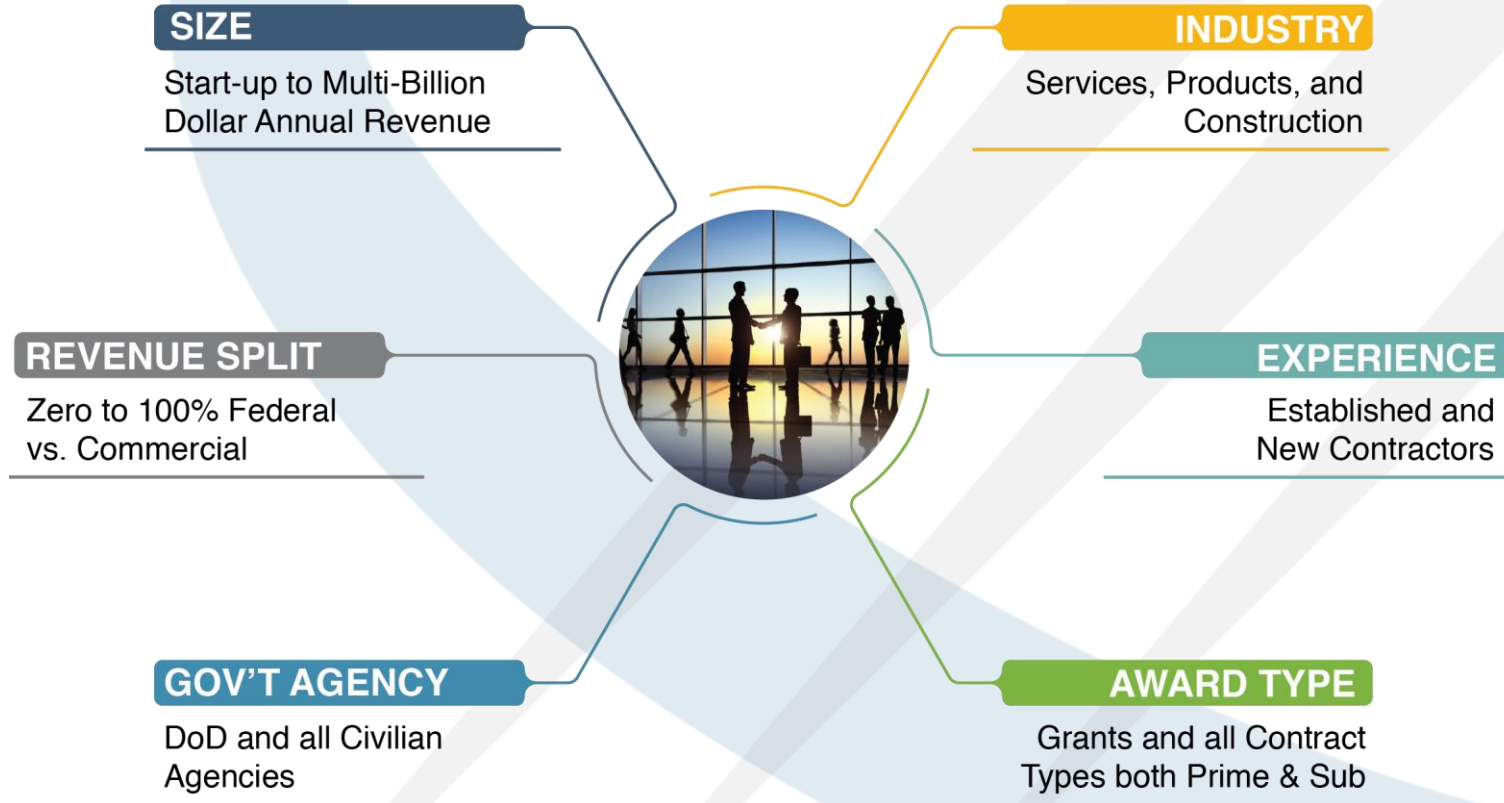 SIZE
Start-up to Multi-Billion
Dollar Annual Revenue
INDUSTRY
Services, Products, and
Construction
REVENUE SPLIT
Zero to 100% Federal
vs. Commercial
EXPERIENCE
Established and
New Contractors
GOV'T AGENCY
DoD and all Civilian
Agencies
AWARD TYPE
Grants and all Contract
Types both Prime & Sub